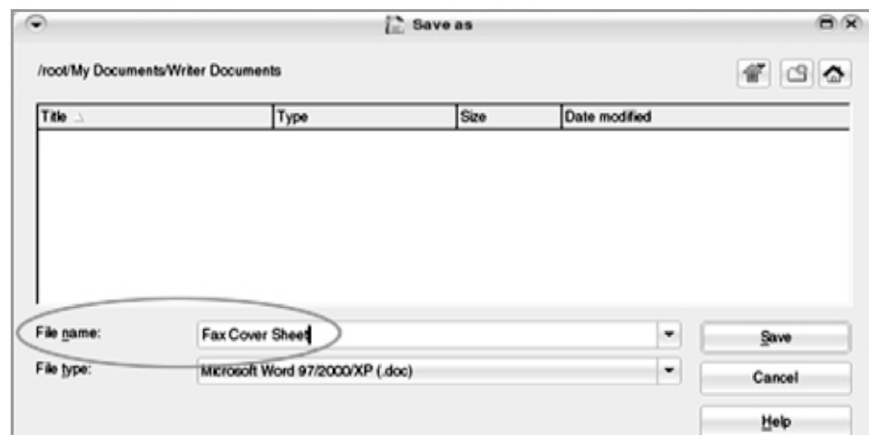 Save as
/root/My Documents/Writer Documents
Title Type Size Date modified
File name: Fax Cover Sheet Save
File type: Microsoft Word 97/2000/XP (.doc) Cancel
Help